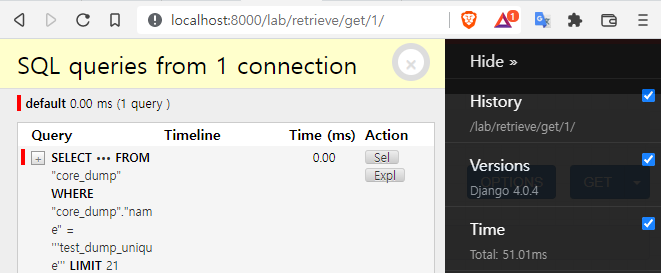 localhost:8000/lab/retrieve/get/1/
SQL queries from 1 connection
default 0.00 ms (1 query )
Query Timeline Time (ms) Action
+ SELECT ••• FROM 0.00 Sel
"core_dump" Expl
WHERE
"core_dump"."nam
e" =
'''test_dump_uniqu
e''' LIMIT 21
Hide »
History
/lab/retrieve/get/1/
Versions
OPTIONS GET
Django 4.0.4
Time
Total: 51.01ms